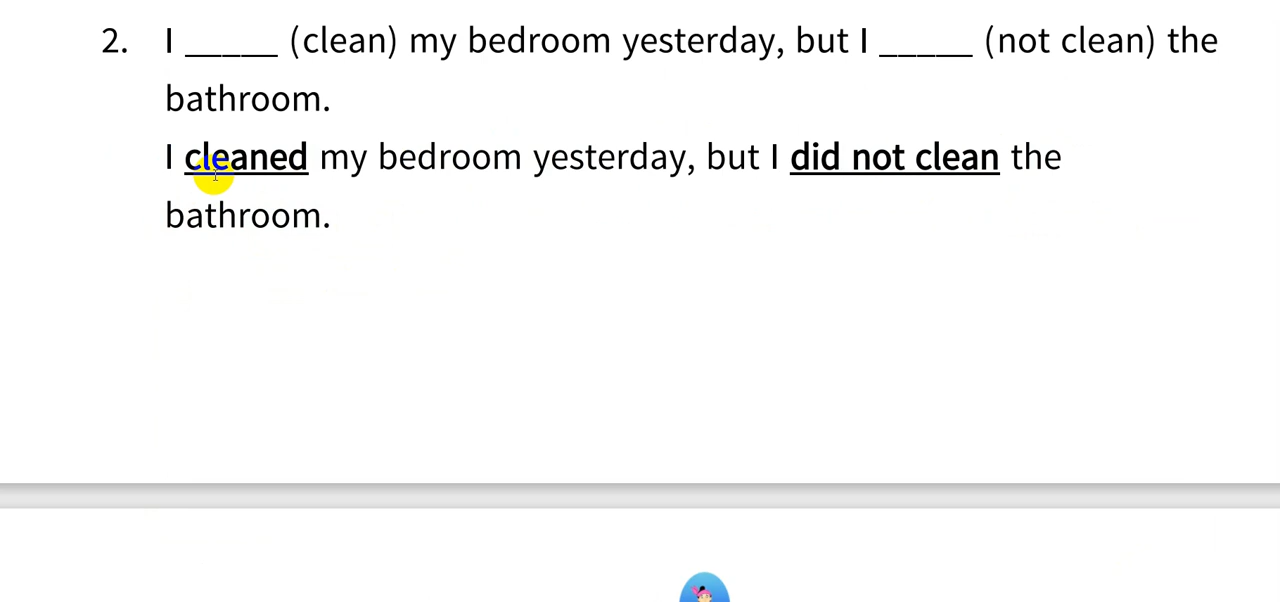 2. I _____ (clean) my bedroom yesterday, but I _____ (not clean) the
bathroom.
I cleaned my bedroom yesterday, but I did not clean the
bathroom.